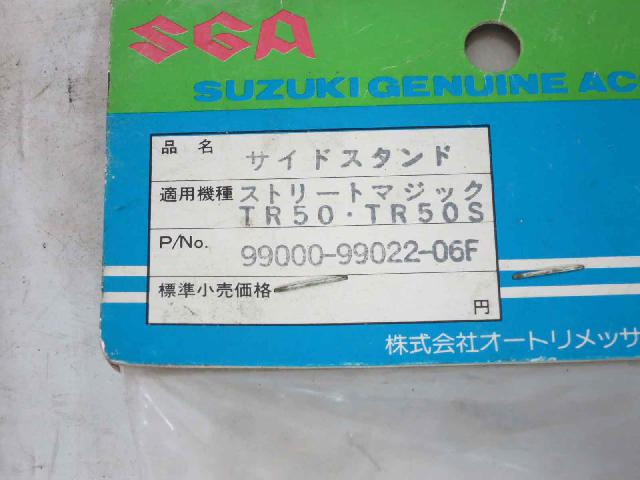 SGA
SUZUKI GENUINE AC
品名 サイドスタンド
適用機種 ストリートマジック
TR50・TR50S
P/No. 99000-99022-06F
標準小売価格 円
株式会社オートリメッサ